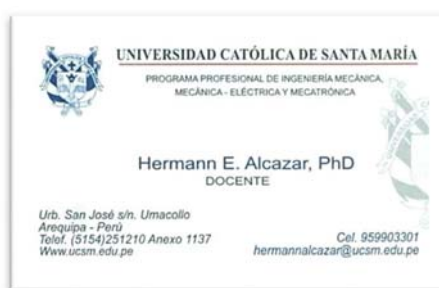 UNIVERSIDAD CATÓLICA DE SANTA MARÍA
PROGRAMA PROFESIONAL DE INGENIERÍA MECÁNICA,
MECÁNICA - ELÉCTRICA Y MECATRÓNICA
Hermann E. Alcazar, PhD
DOCENTE
Urb. San José s/n. Umacollo
Arequipa - Perú
Telef. (5154)251210 Anexo 1137
Www.ucsm.edu.pe
Cel. 959903301
hermannalcazar@ucsm.edu.pe